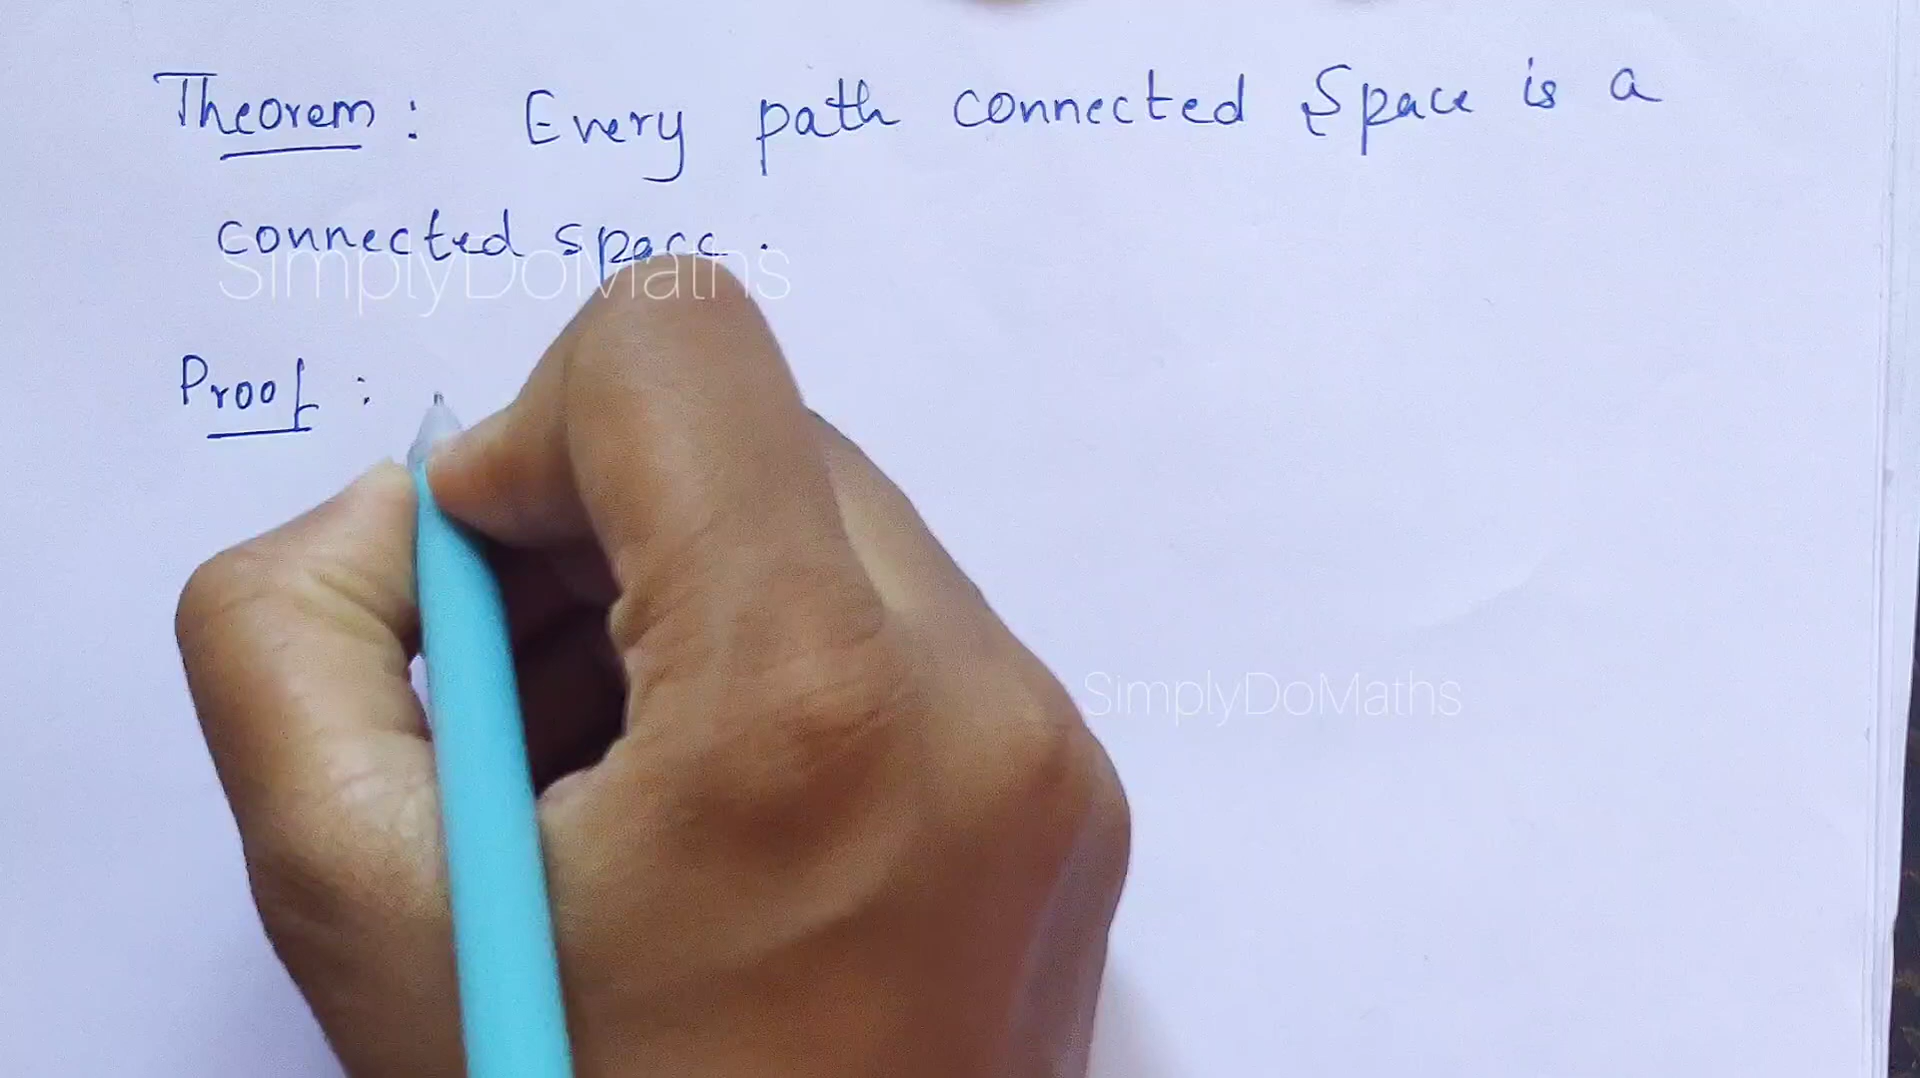 Theorem : Every path connected Space is a
connected space.
SimplyDoMaths
Proof :
SimplyDoMaths